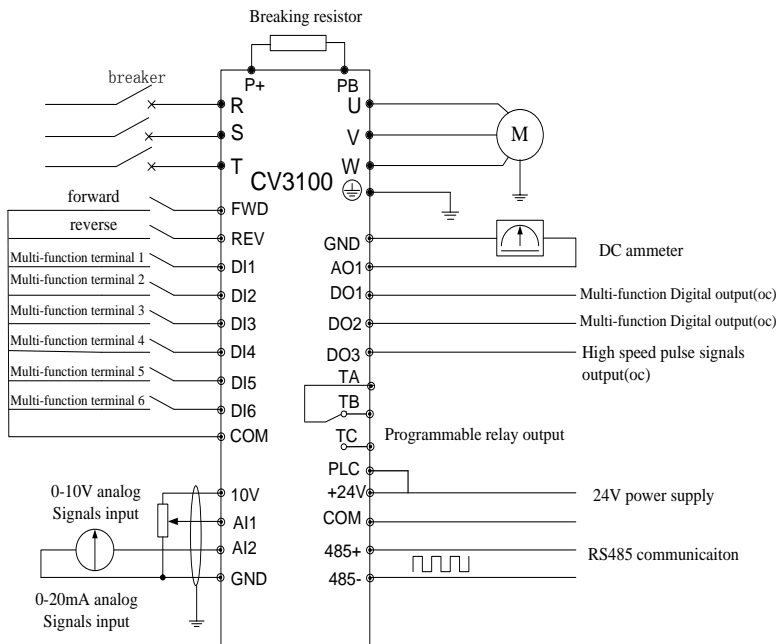 Breaking resistor
breaker
P+ PB
R U
S V M
T W
CV3100
forward
FWD
reverse
REV
GND
DC ammeter
Multi-function terminal 1
DI1 AO1
Multi-function terminal 2
DI2 DO1 Multi-function Digital output(oc)
Multi-function terminal 3
DI3 DO2 Multi-function Digital output(oc)
Multi-function terminal 4
DI4 DO3 High speed pulse signals
output(oc)
TA
Multi-function terminal 5
DI5 TB
Multi-function terminal 6
DI6
COM TC Programmable relay output
PLC
0-10V analog
Signals input
10V +24V 24V power supply
AI1 COM
AI2 485+ RS485 communicaiton
GND 485-
0-20mA analog
Signals input